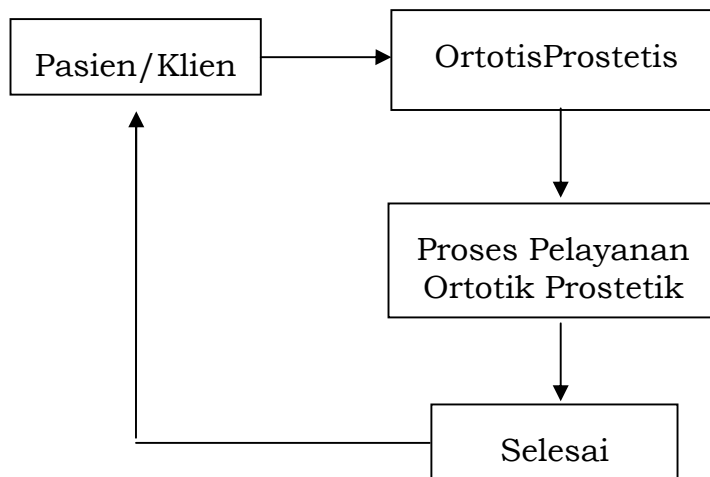 Pasien/Klien
OrtotisProstetis
Proses Pelayanan
Ortotik Prostetik
Selesai